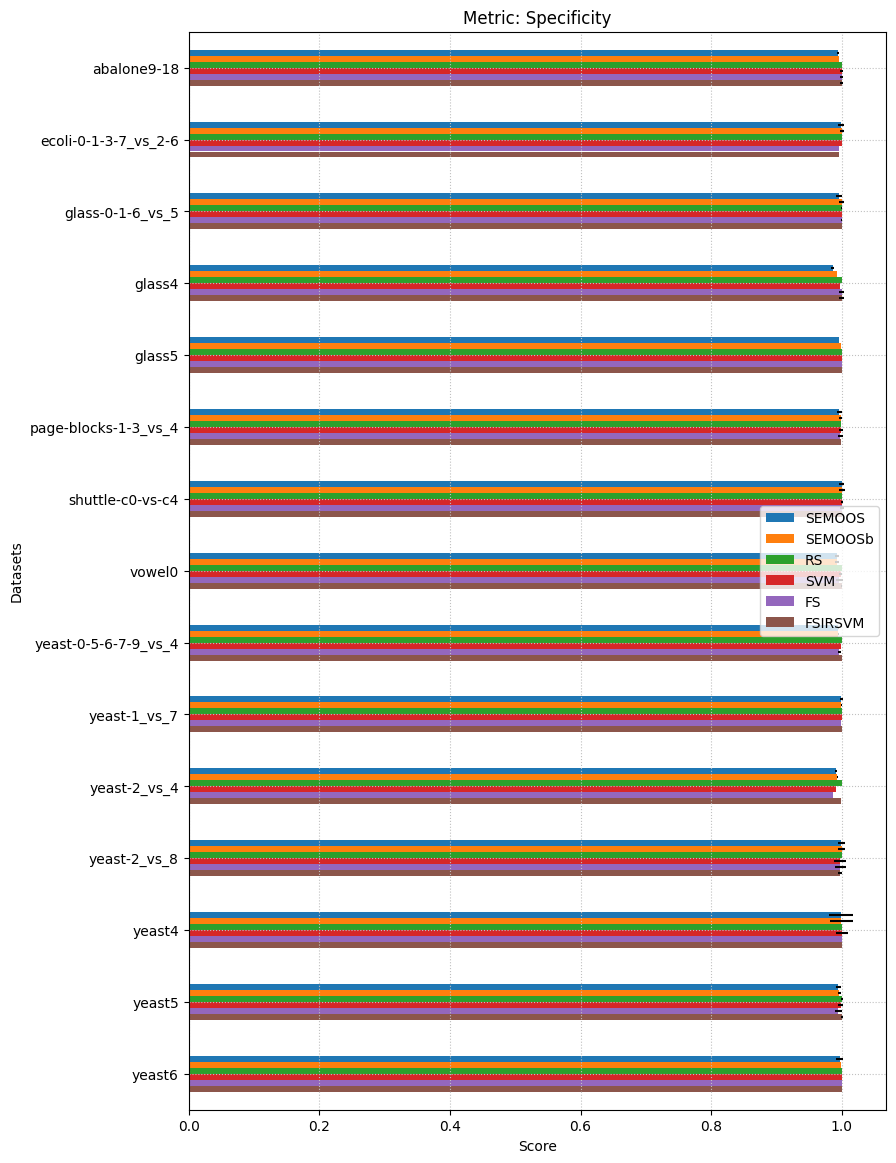 Metric: Specificity
Datasets
abalone9-18
ecoli-0-1-3-7_vs_2-6
glass-0-1-6_vs_5
glass4
glass5
page-blocks-1-3_vs_4
shuttle-c0-vs-c4
vowel0
yeast-0-5-6-7-9_vs_4
yeast-1_vs_7
yeast-2_vs_4
yeast-2_vs_8
yeast4
yeast5
yeast6
SEMOOS
SEMOOSb
RS
SVM
FS
FSIRSVM
0.0 0.2 0.4 0.6 0.8 1.0
Score